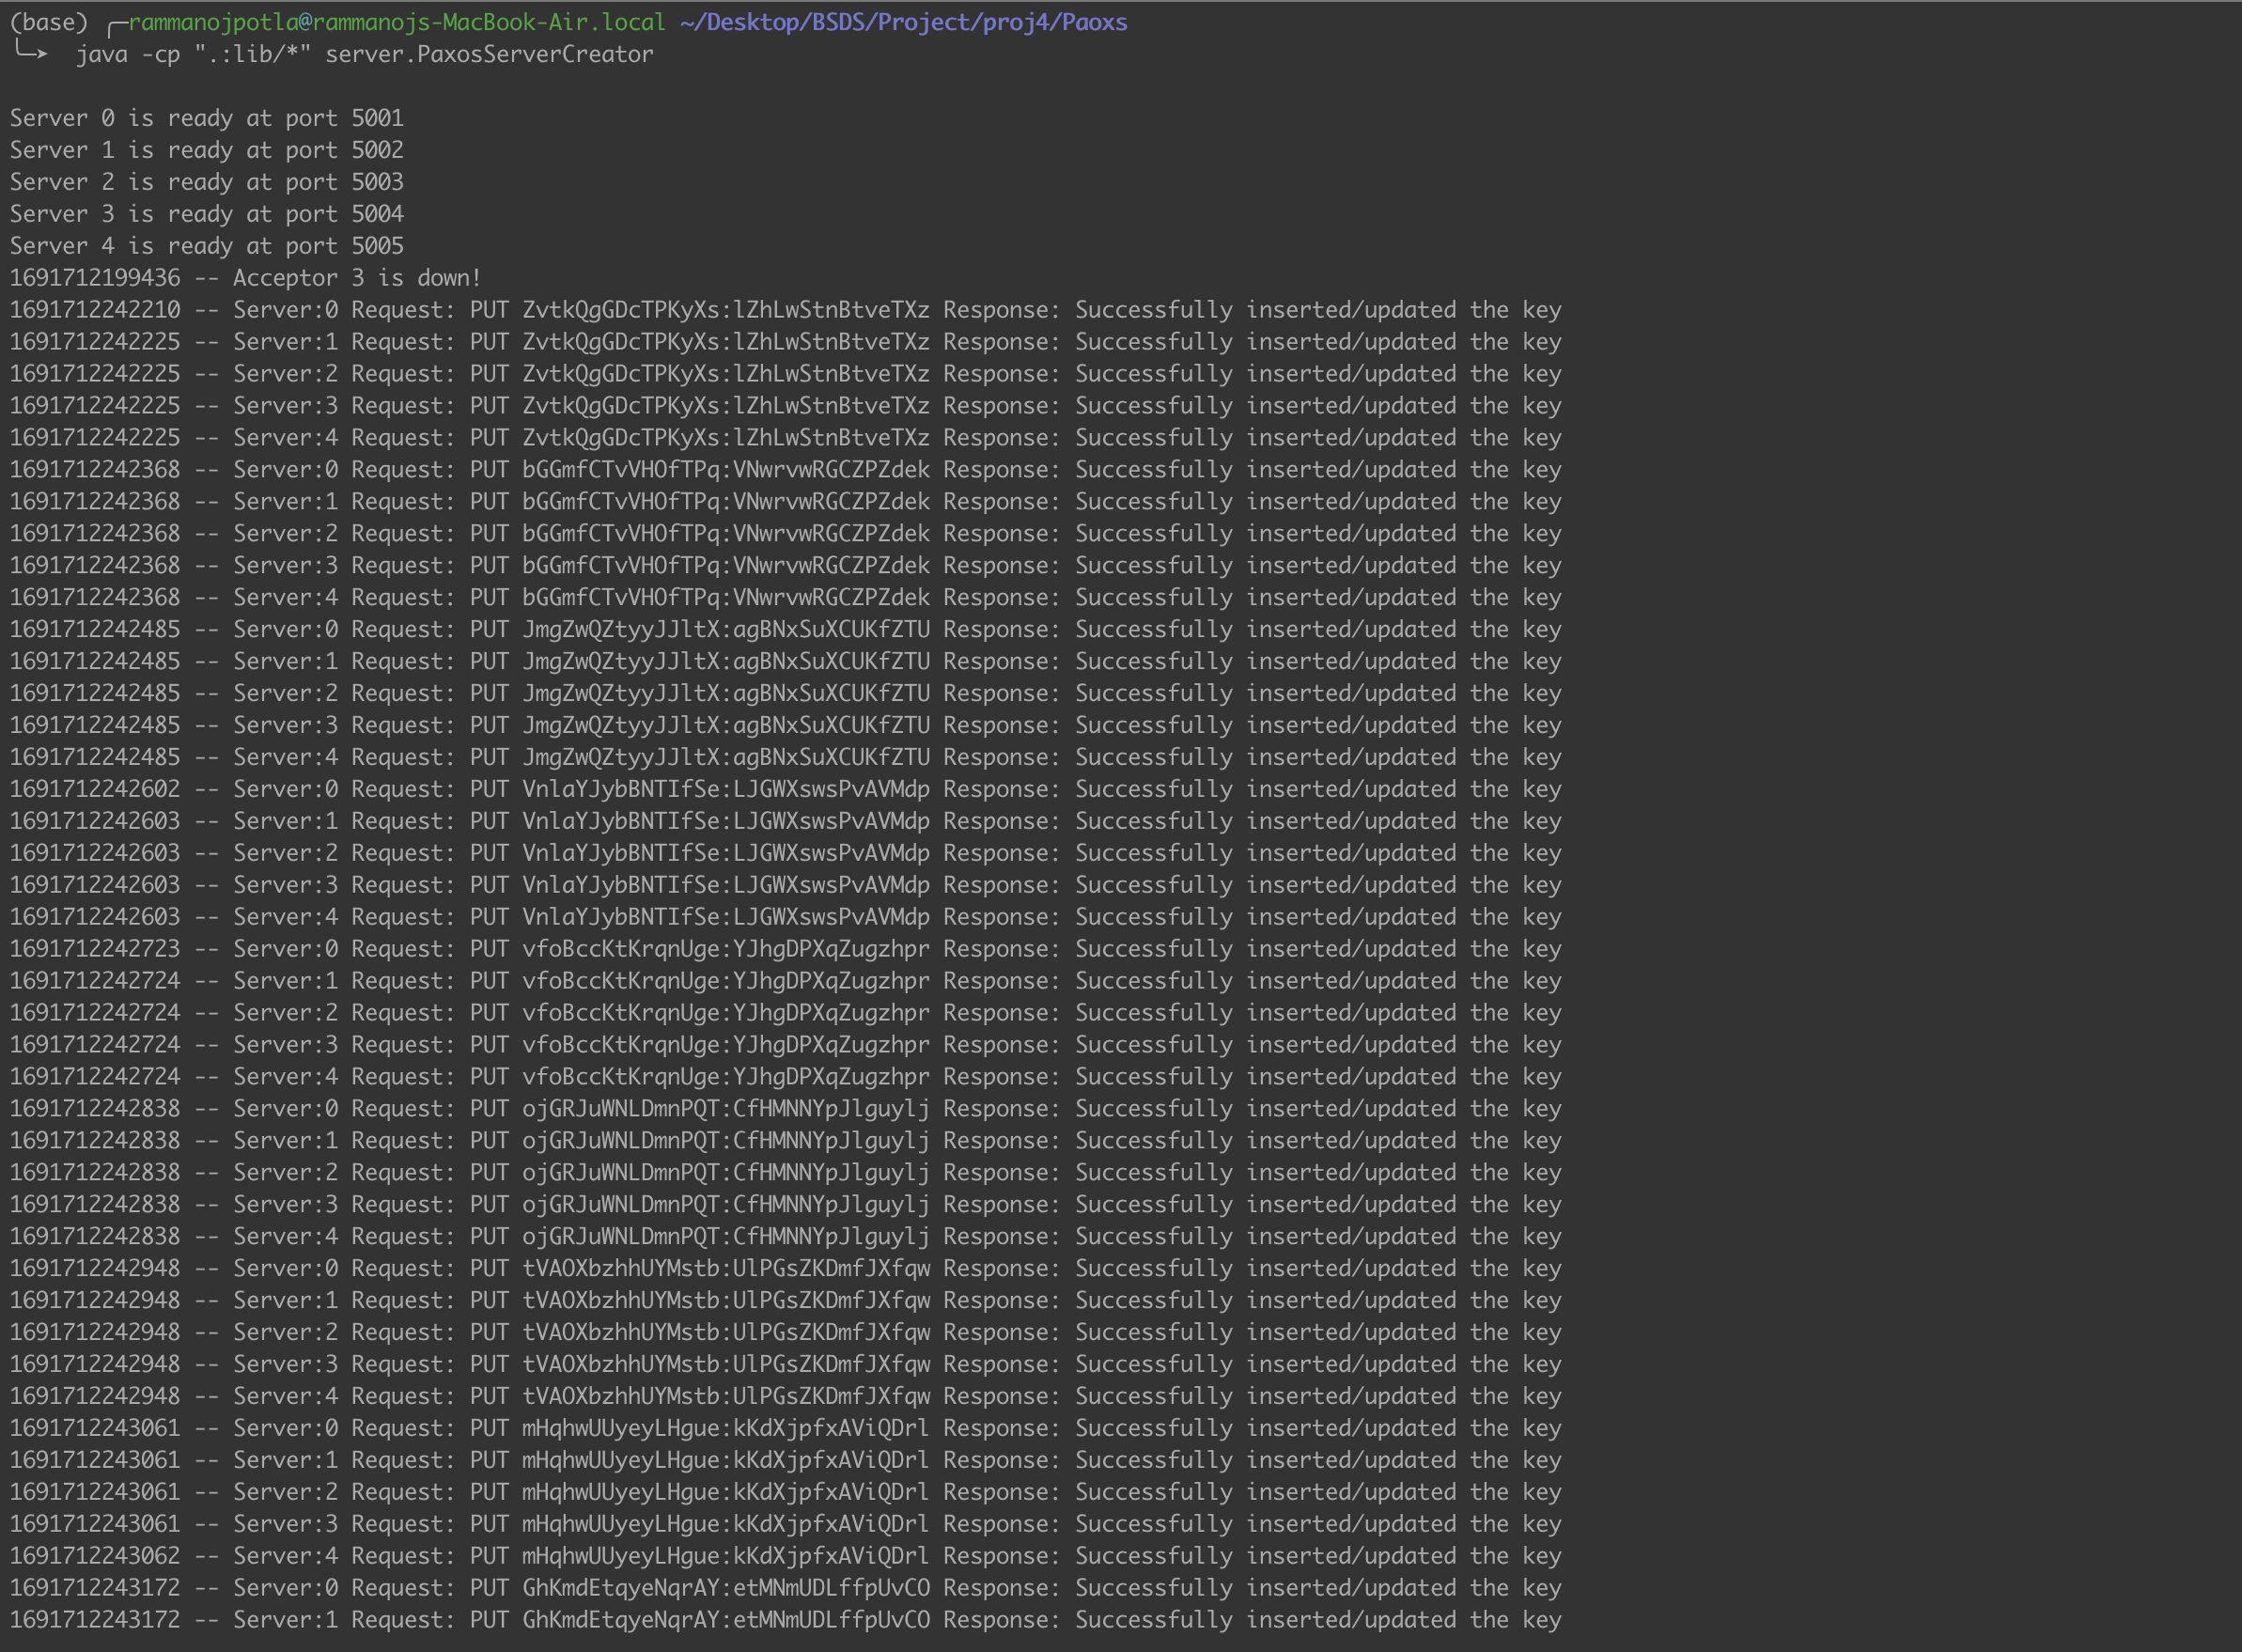 (base) ╭─rammanojpotla@rammanojs-MacBook-Air.local ~/Desktop/BSDS/Project/proj4/Paoxs
╰─➤  java -cp ".:lib/*" server.PaxosServerCreator
Server 0 is ready at port 5001
Server 1 is ready at port 5002
Server 2 is ready at port 5003
Server 3 is ready at port 5004
Server 4 is ready at port 5005
1691712199436 -- Acceptor 3 is down!
1691712242210 -- Server:0 Request: PUT ZvtkQgGDcTPKyXs:lZhLwStnBtveTXz Response: Successfully inserted/updated the key
1691712242225 -- Server:1 Request: PUT ZvtkQgGDcTPKyXs:lZhLwStnBtveTXz Response: Successfully inserted/updated the key
1691712242225 -- Server:2 Request: PUT ZvtkQgGDcTPKyXs:lZhLwStnBtveTXz Response: Successfully inserted/updated the key
1691712242225 -- Server:3 Request: PUT ZvtkQgGDcTPKyXs:lZhLwStnBtveTXz Response: Successfully inserted/updated the key
1691712242225 -- Server:4 Request: PUT ZvtkQgGDcTPKyXs:lZhLwStnBtveTXz Response: Successfully inserted/updated the key
1691712242368 -- Server:0 Request: PUT bGGmfCTvVHOfTPq:VNwrvwRGCZPZdek Response: Successfully inserted/updated the key
1691712242368 -- Server:1 Request: PUT bGGmfCTvVHOfTPq:VNwrvwRGCZPZdek Response: Successfully inserted/updated the key
1691712242368 -- Server:2 Request: PUT bGGmfCTvVHOfTPq:VNwrvwRGCZPZdek Response: Successfully inserted/updated the key
1691712242368 -- Server:3 Request: PUT bGGmfCTvVHOfTPq:VNwrvwRGCZPZdek Response: Successfully inserted/updated the key
1691712242368 -- Server:4 Request: PUT bGGmfCTvVHOfTPq:VNwrvwRGCZPZdek Response: Successfully inserted/updated the key
1691712242485 -- Server:0 Request: PUT JmgZwQZtyyJJltX:agBNxSuXCUKfZTU Response: Successfully inserted/updated the key
1691712242485 -- Server:1 Request: PUT JmgZwQZtyyJJltX:agBNxSuXCUKfZTU Response: Successfully inserted/updated the key
1691712242485 -- Server:2 Request: PUT JmgZwQZtyyJJltX:agBNxSuXCUKfZTU Response: Successfully inserted/updated the key
1691712242485 -- Server:3 Request: PUT JmgZwQZtyyJJltX:agBNxSuXCUKfZTU Response: Successfully inserted/updated the key
1691712242485 -- Server:4 Request: PUT JmgZwQZtyyJJltX:agBNxSuXCUKfZTU Response: Successfully inserted/updated the key
1691712242602 -- Server:0 Request: PUT VnlaYJybBNTIfSe:LJGWXswsPvAVMdp Response: Successfully inserted/updated the key
1691712242603 -- Server:1 Request: PUT VnlaYJybBNTIfSe:LJGWXswsPvAVMdp Response: Successfully inserted/updated the key
1691712242603 -- Server:2 Request: PUT VnlaYJybBNTIfSe:LJGWXswsPvAVMdp Response: Successfully inserted/updated the key
1691712242603 -- Server:3 Request: PUT VnlaYJybBNTIfSe:LJGWXswsPvAVMdp Response: Successfully inserted/updated the key
1691712242603 -- Server:4 Request: PUT VnlaYJybBNTIfSe:LJGWXswsPvAVMdp Response: Successfully inserted/updated the key
1691712242723 -- Server:0 Request: PUT vfoBccKtKrqnUge:YJhgDPXqZugzhpr Response: Successfully inserted/updated the key
1691712242724 -- Server:1 Request: PUT vfoBccKtKrqnUge:YJhgDPXqZugzhpr Response: Successfully inserted/updated the key
1691712242724 -- Server:2 Request: PUT vfoBccKtKrqnUge:YJhgDPXqZugzhpr Response: Successfully inserted/updated the key
1691712242724 -- Server:3 Request: PUT vfoBccKtKrqnUge:YJhgDPXqZugzhpr Response: Successfully inserted/updated the key
1691712242724 -- Server:4 Request: PUT vfoBccKtKrqnUge:YJhgDPXqZugzhpr Response: Successfully inserted/updated the key
1691712242838 -- Server:0 Request: PUT ojGRJuWNLDmnPQT:CfHMNNYpJlguylj Response: Successfully inserted/updated the key
1691712242838 -- Server:1 Request: PUT ojGRJuWNLDmnPQT:CfHMNNYpJlguylj Response: Successfully inserted/updated the key
1691712242838 -- Server:2 Request: PUT ojGRJuWNLDmnPQT:CfHMNNYpJlguylj Response: Successfully inserted/updated the key
1691712242838 -- Server:3 Request: PUT ojGRJuWNLDmnPQT:CfHMNNYpJlguylj Response: Successfully inserted/updated the key
1691712242838 -- Server:4 Request: PUT ojGRJuWNLDmnPQT:CfHMNNYpJlguylj Response: Successfully inserted/updated the key
1691712242948 -- Server:0 Request: PUT tVAOXbzhhUYMstb:UlPGsZKDmfJXfqw Response: Successfully inserted/updated the key
1691712242948 -- Server:1 Request: PUT tVAOXbzhhUYMstb:UlPGsZKDmfJXfqw Response: Successfully inserted/updated the key
1691712242948 -- Server:2 Request: PUT tVAOXbzhhUYMstb:UlPGsZKDmfJXfqw Response: Successfully inserted/updated the key
1691712242948 -- Server:3 Request: PUT tVAOXbzhhUYMstb:UlPGsZKDmfJXfqw Response: Successfully inserted/updated the key
1691712242948 -- Server:4 Request: PUT tVAOXbzhhUYMstb:UlPGsZKDmfJXfqw Response: Successfully inserted/updated the key
1691712243061 -- Server:0 Request: PUT mHqhwUUyeyLHgue:kKdXjpfxAViQDrl Response: Successfully inserted/updated the key
1691712243061 -- Server:1 Request: PUT mHqhwUUyeyLHgue:kKdXjpfxAViQDrl Response: Successfully inserted/updated the key
1691712243061 -- Server:2 Request: PUT mHqhwUUyeyLHgue:kKdXjpfxAViQDrl Response: Successfully inserted/updated the key
1691712243061 -- Server:3 Request: PUT mHqhwUUyeyLHgue:kKdXjpfxAViQDrl Response: Successfully inserted/updated the key
1691712243062 -- Server:4 Request: PUT mHqhwUUyeyLHgue:kKdXjpfxAViQDrl Response: Successfully inserted/updated the key
1691712243172 -- Server:0 Request: PUT GhKmdEtqyeNqrAY:etMNmUDLffpUvCO Response: Successfully inserted/updated the key
1691712243172 -- Server:1 Request: PUT GhKmdEtqyeNqrAY:etMNmUDLffpUvCO Response: Successfully inserted/updated the key